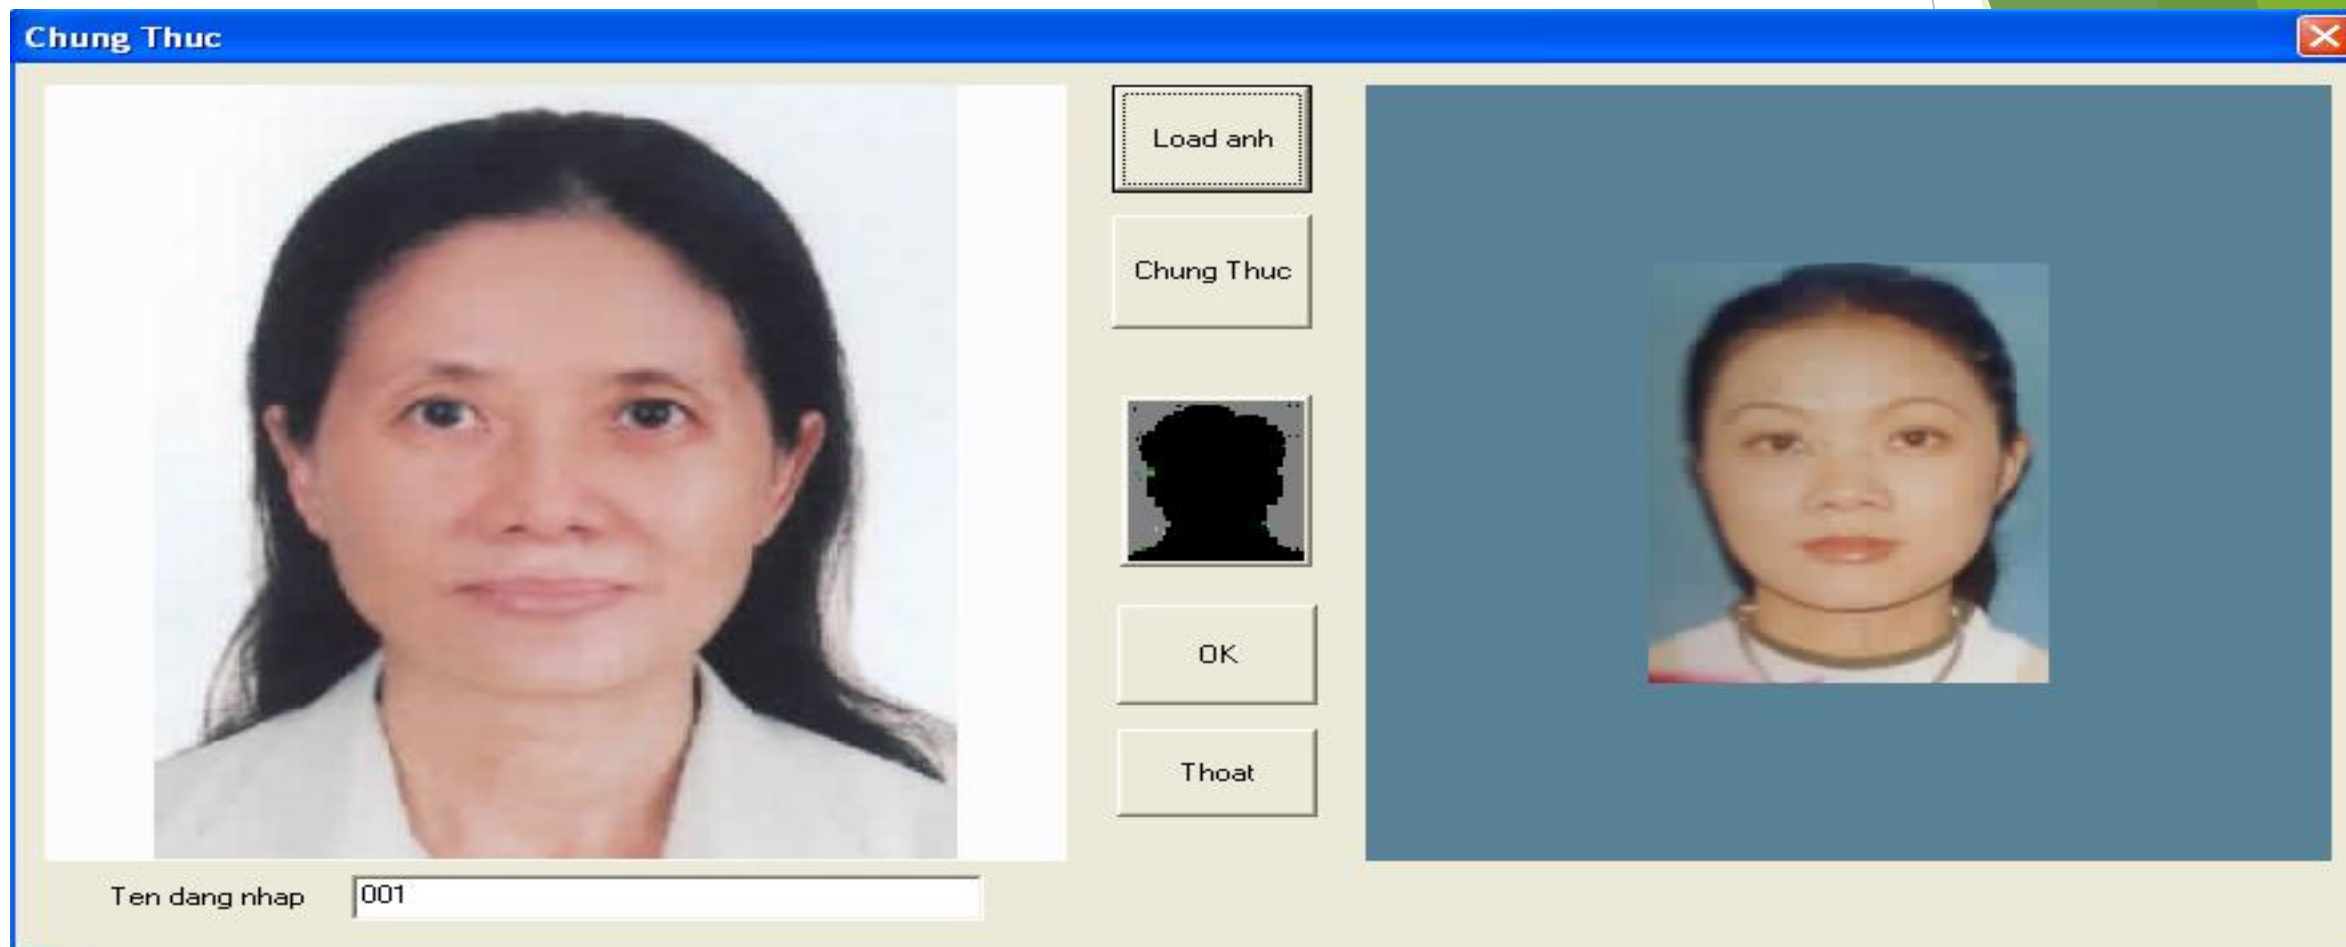 Chung Thuc
Load anh
Chung Thuc
OK
Thoat
Ten dang nhap
001